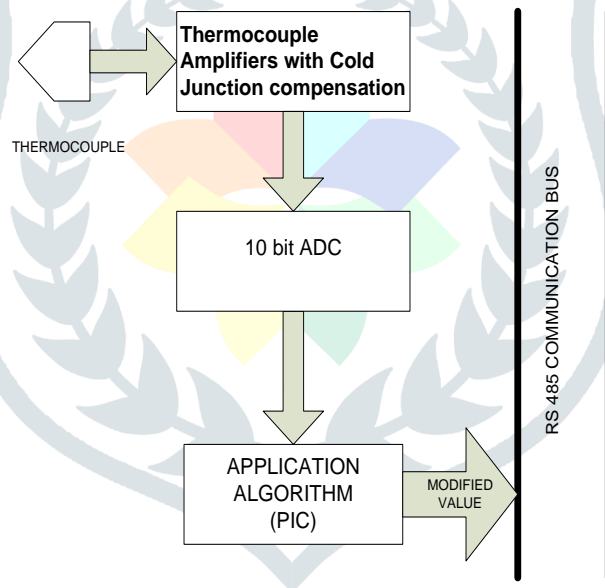 Thermocouple
Amplifiers with Cold
Junction compensation
THERMOCOUPLE
10 bit ADC
APPLICATION
ALGORITHM
(PIC)
MODIFIED
VALUE
RS 485 COMMUNICATION BUS